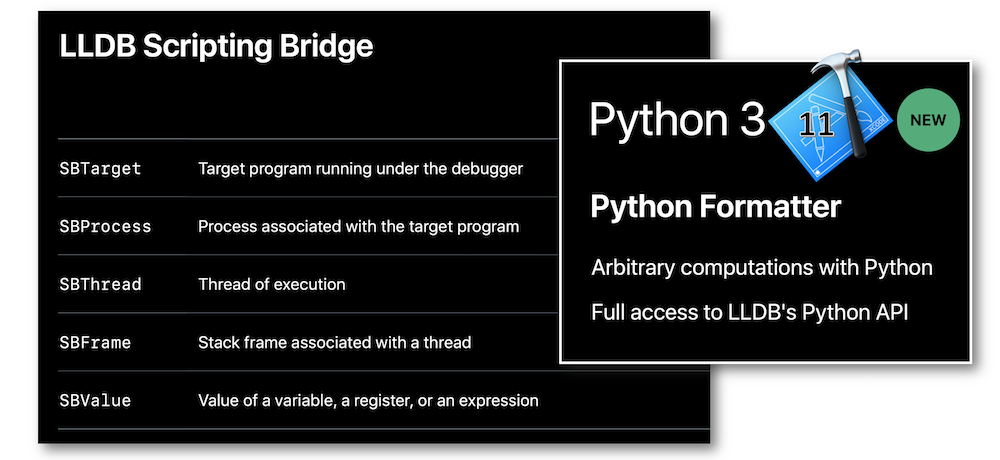 LLDB Scripting Bridge
SBTarget Target program running under the debugger
SBProcess Process associated with the target program
SBThread Thread of execution
SBFrame Stack frame associated with a thread
SBValue Value of a variable, a register, or an expression
Python 3
11
XCODE
NEW
Python Formatter
Arbitrary computations with Python
Full access to LLDB's Python API